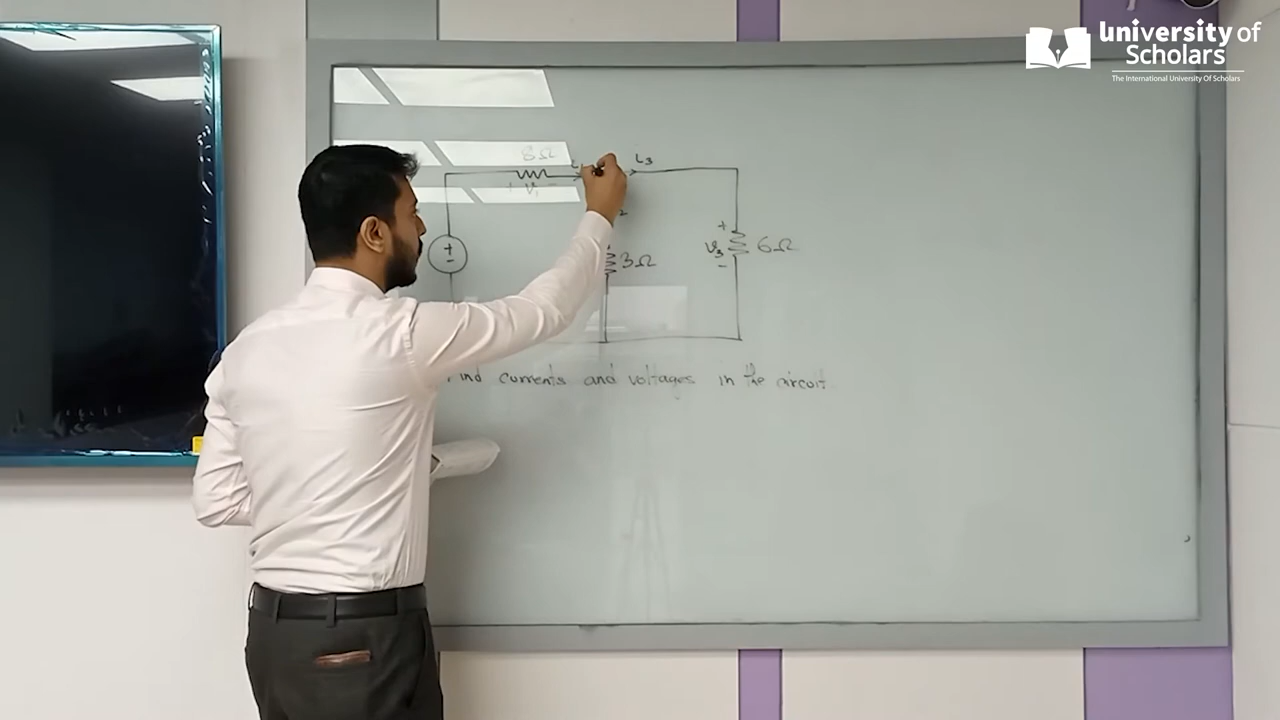 University of
Scholars
The International University Of Scholars
8Ω
i₃
+ V₁ -
+
-
3Ω
+
V₃
-
6Ω
ind currents and voltages in the circuit.